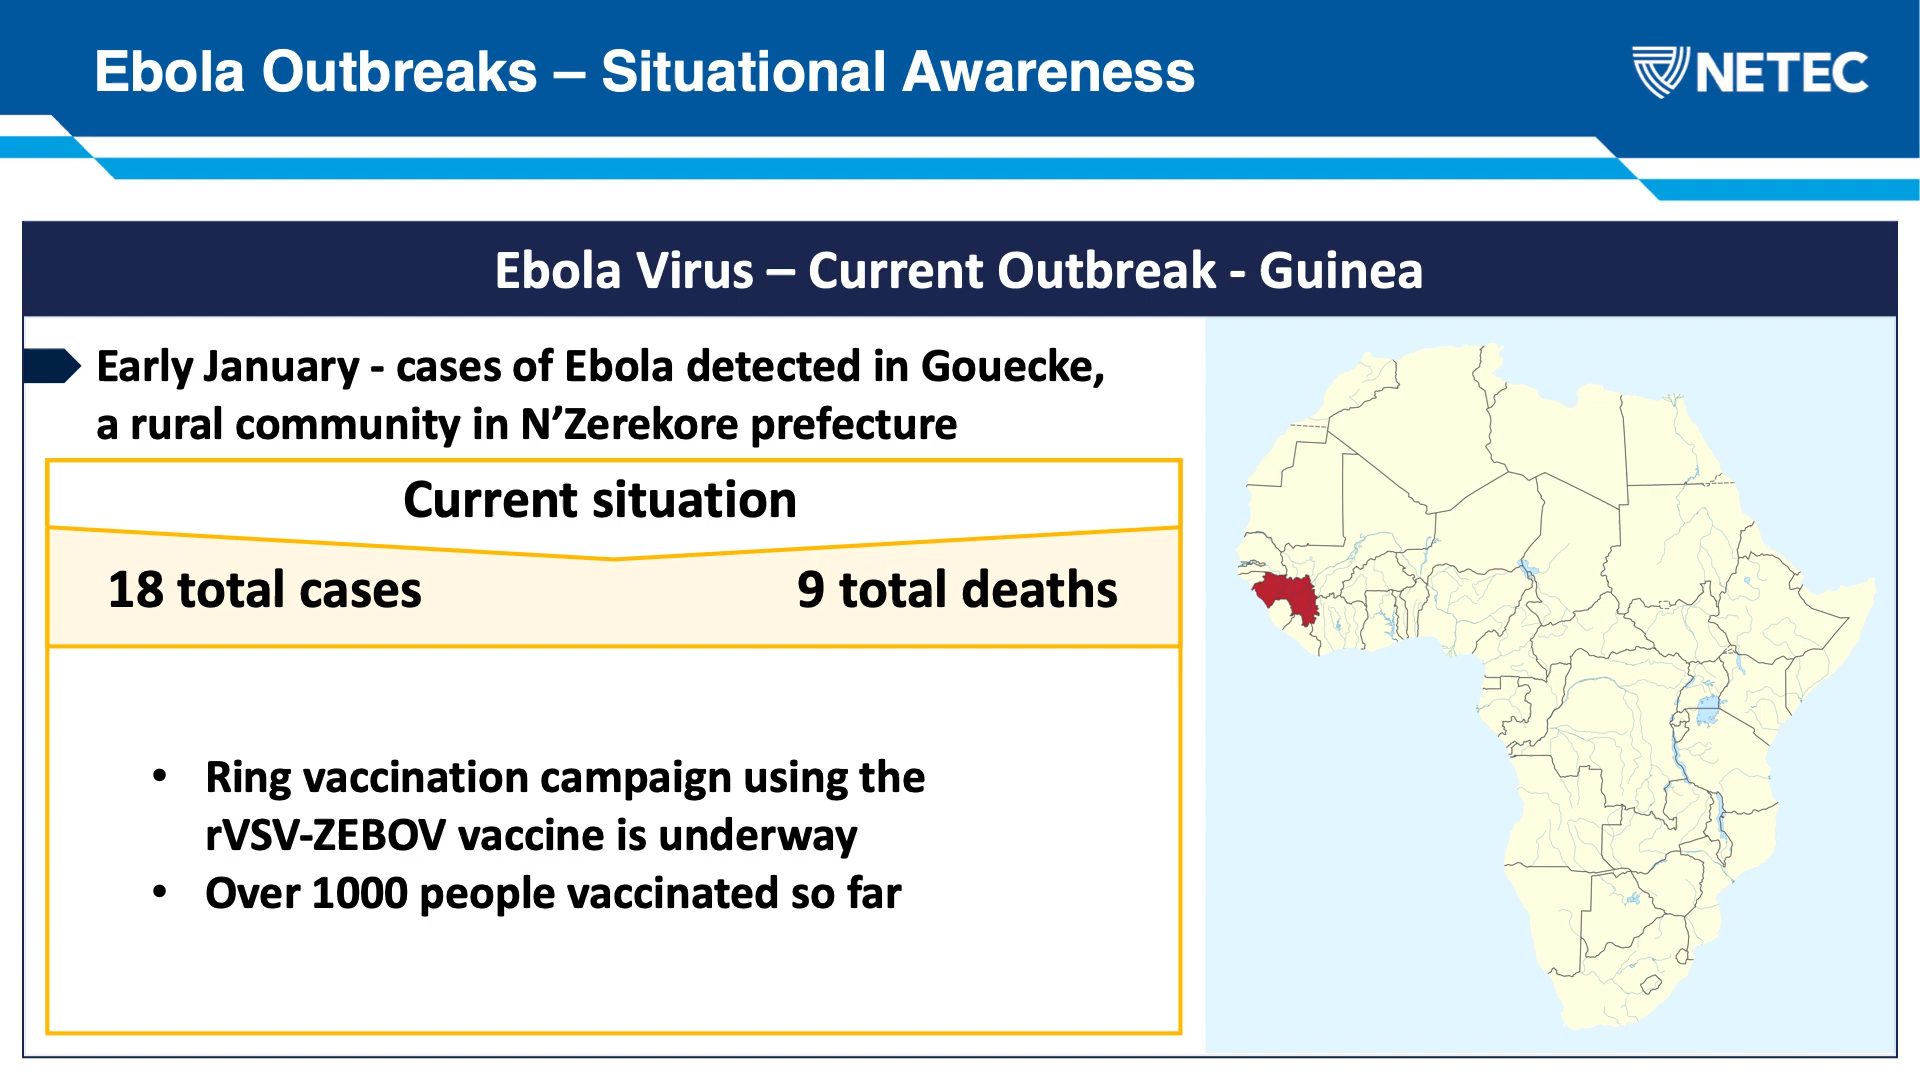 Ebola Outbreaks – Situational Awareness
NETEC
Ebola Virus – Current Outbreak - Guinea
Early January - cases of Ebola detected in Gouecke,
a rural community in N’Zerekore prefecture
Current situation
18 total cases
9 total deaths
• Ring vaccination campaign using the
rVSV-ZEBOV vaccine is underway
• Over 1000 people vaccinated so far